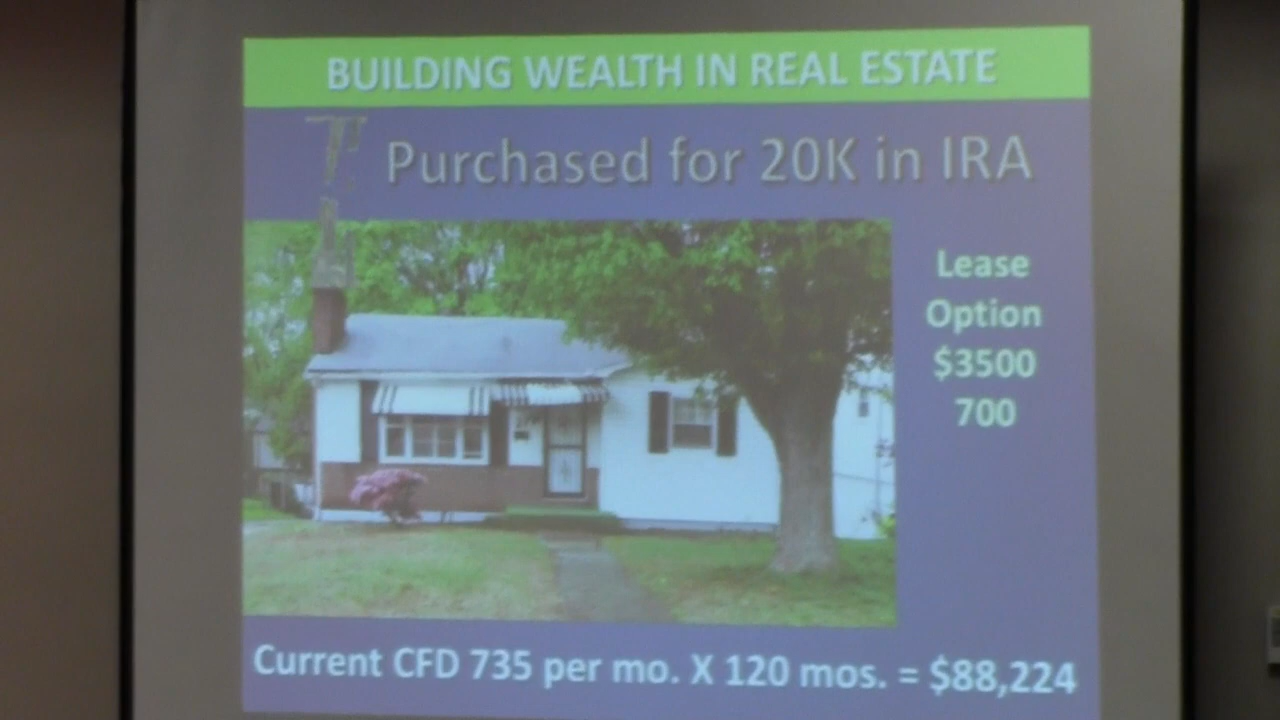 BUILDING WEALTH IN REAL ESTATE
Purchased for 20K in IRA
Lease
Option
$3500
700
Current CFD 735 per mo. X 120 mos. = $88,224